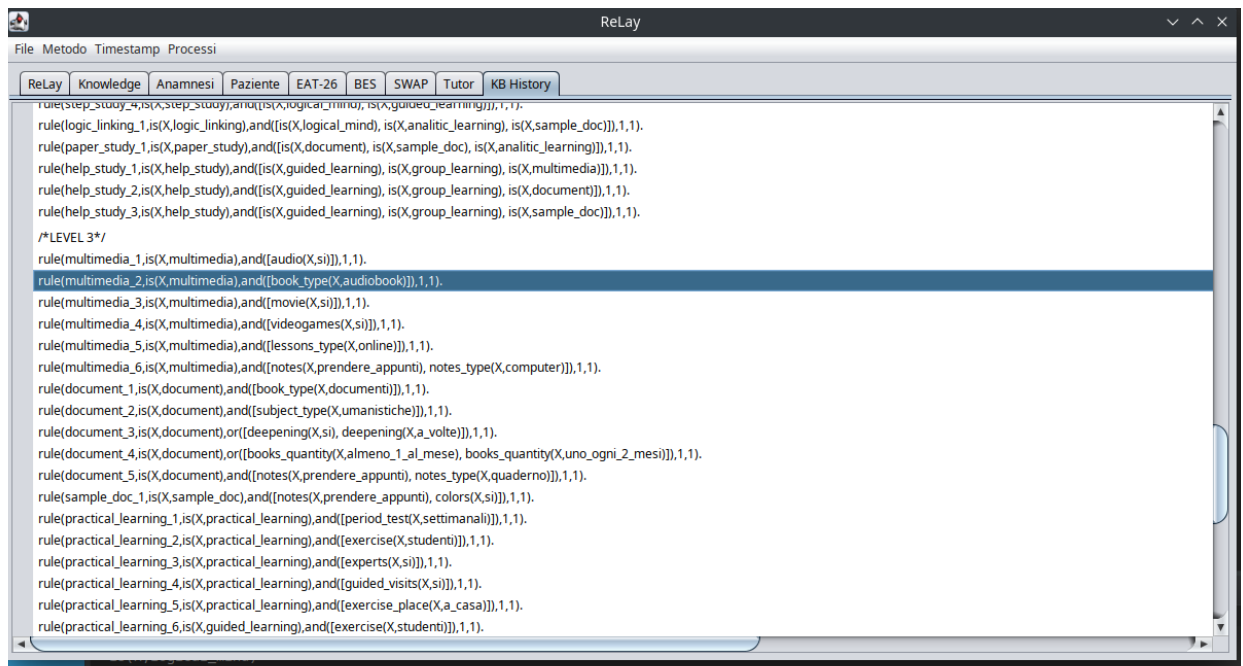 ReLay
File Metodo Timestamp Processi
ReLay Knowledge Anamnesi Paziente EAT-26 BES SWAP Tutor KB History
rule(step_study_4,is(X,step_study),and([is(X,logical_mind), is(X,guided_learning)]),1,1).
rule(logic_linking_1,is(X,logic_linking),and([is(X,logical_mind), is(X,analitic_learning), is(X,sample_doc)]),1,1).
rule(paper_study_1,is(X,paper_study),and([is(X,document), is(X,sample_doc), is(X,analitic_learning)]),1,1).
rule(help_study_1,is(X,help_study),and([is(X,guided_learning), is(X,group_learning), is(X,multimedia)]),1,1).
rule(help_study_2,is(X,help_study),and([is(X,guided_learning), is(X,group_learning), is(X,document)]),1,1).
rule(help_study_3,is(X,help_study),and([is(X,guided_learning), is(X,group_learning), is(X,sample_doc)]),1,1).
/*LEVEL 3*/
rule(multimedia_1,is(X,multimedia),and([audio(X,si)]),1,1).
rule(multimedia_2,is(X,multimedia),and([book_type(X,audiobook)]),1,1).
rule(multimedia_3,is(X,multimedia),and([movie(X,si)]),1,1).
rule(multimedia_4,is(X,multimedia),and([videogames(X,si)]),1,1).
rule(multimedia_5,is(X,multimedia),and([lessons_type(X,online)]),1,1).
rule(multimedia_6,is(X,multimedia),and([notes(X,prendere_appunti), notes_type(X,computer)]),1,1).
rule(document_1,is(X,document),and([book_type(X,documenti)]),1,1).
rule(document_2,is(X,document),and([subject_type(X,umanistiche)]),1,1).
rule(document_3,is(X,document),or([deepening(X,si), deepening(X,a_volte)]),1,1).
rule(document_4,is(X,document),or([books_quantity(X,almeno_1_al_mese), books_quantity(X,uno_ogni_2_mesi)]),1,1).
rule(document_5,is(X,document),and([notes(X,prendere_appunti), notes_type(X,quaderno)]),1,1).
rule(sample_doc_1,is(X,sample_doc),and([notes(X,prendere_appunti), colors(X,si)]),1,1).
rule(practical_learning_1,is(X,practical_learning),and([period_test(X,settimanali)]),1,1).
rule(practical_learning_2,is(X,practical_learning),and([exercise(X,studenti)]),1,1).
rule(practical_learning_3,is(X,practical_learning),and([experts(X,si)]),1,1).
rule(practical_learning_4,is(X,practical_learning),and([guided_visits(X,si)]),1,1).
rule(practical_learning_5,is(X,practical_learning),and([exercise_place(X,a_casa)]),1,1).
rule(practical_learning_6,is(X,guided_learning),and([exercise(X,studenti)]),1,1).